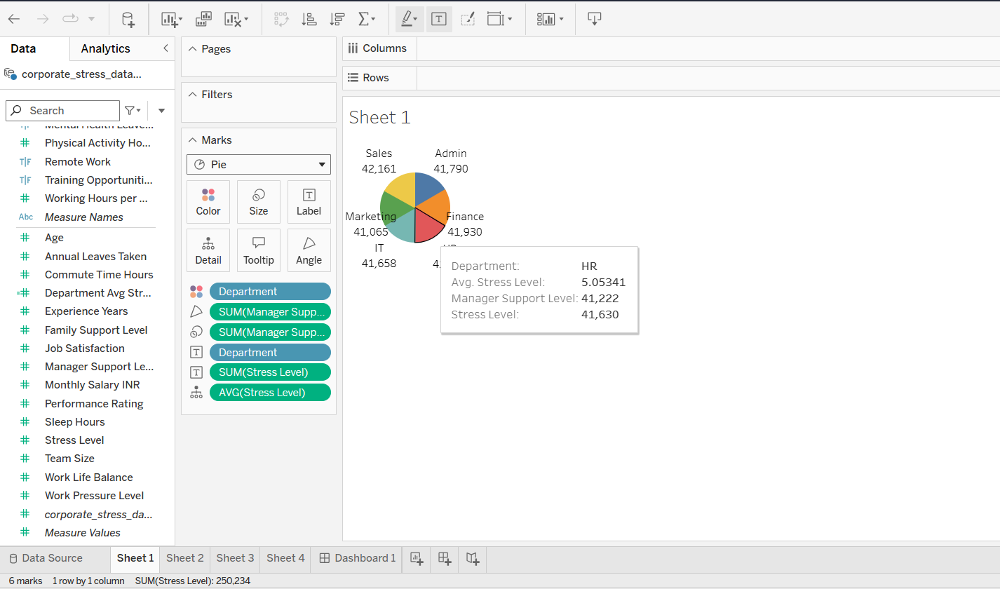 Data
Analytics
corporate_stress_data...
Search
Physical Activity Ho...
T|F Remote Work
T|F Training Opportuniti...
Working Hours per ...
Abc Measure Names
Age
Annual Leaves Taken
Commute Time Hours
Department Avg Str...
Experience Years
Family Support Level
Job Satisfaction
Manager Support Le...
Monthly Salary INR
Performance Rating
Sleep Hours
Stress Level
Team Size
Work Life Balance
Work Pressure Level
corporate_stress_da...
Measure Values
Pages
Filters
Marks
Pie
Color
Size
Label
Detail
Tooltip
Angle
Department
SUM(Manager Supp...
SUM(Manager Supp...
Department
SUM(Stress Level)
AVG(Stress Level)
Columns
Rows
Sheet 1
Sales
42,161
Admin
41,790
Marketing
41,065
Finance
41,930
IT
41,658
Department: HR
Avg. Stress Level: 5.05341
Manager Support Level: 41,222
Stress Level: 41,630
Data Source
Sheet 1
Sheet 2
Sheet 3
Sheet 4
Dashboard 1
6 marks 1 row by 1 column SUM(Stress Level): 250,234